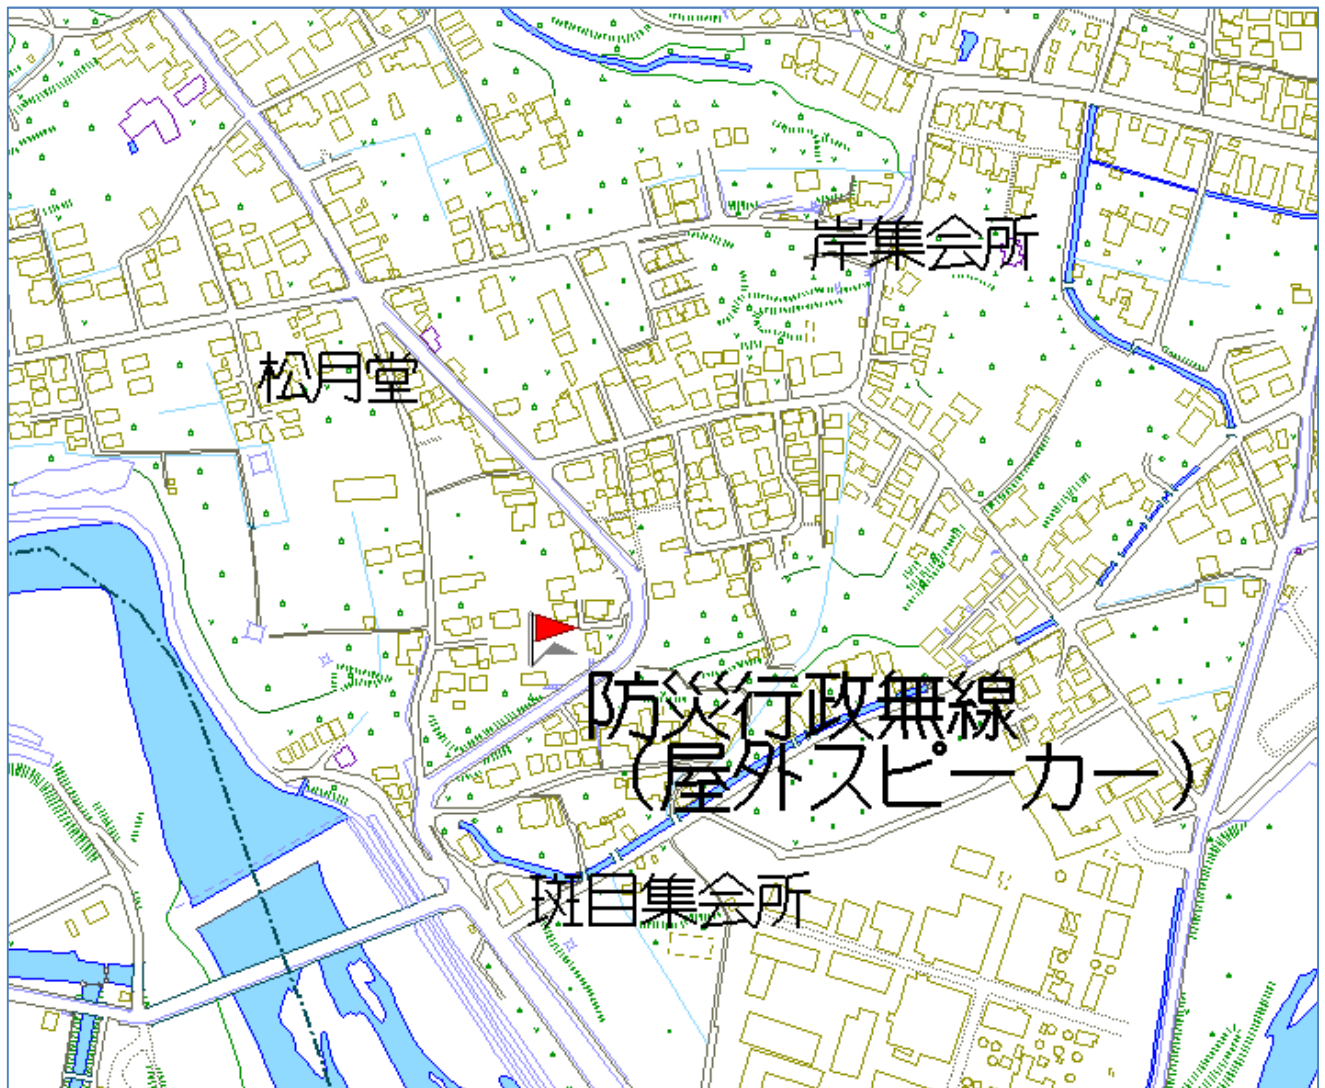 岸集会所
松月堂
防災行政無線
（屋外スピーカー）
斑目集会所